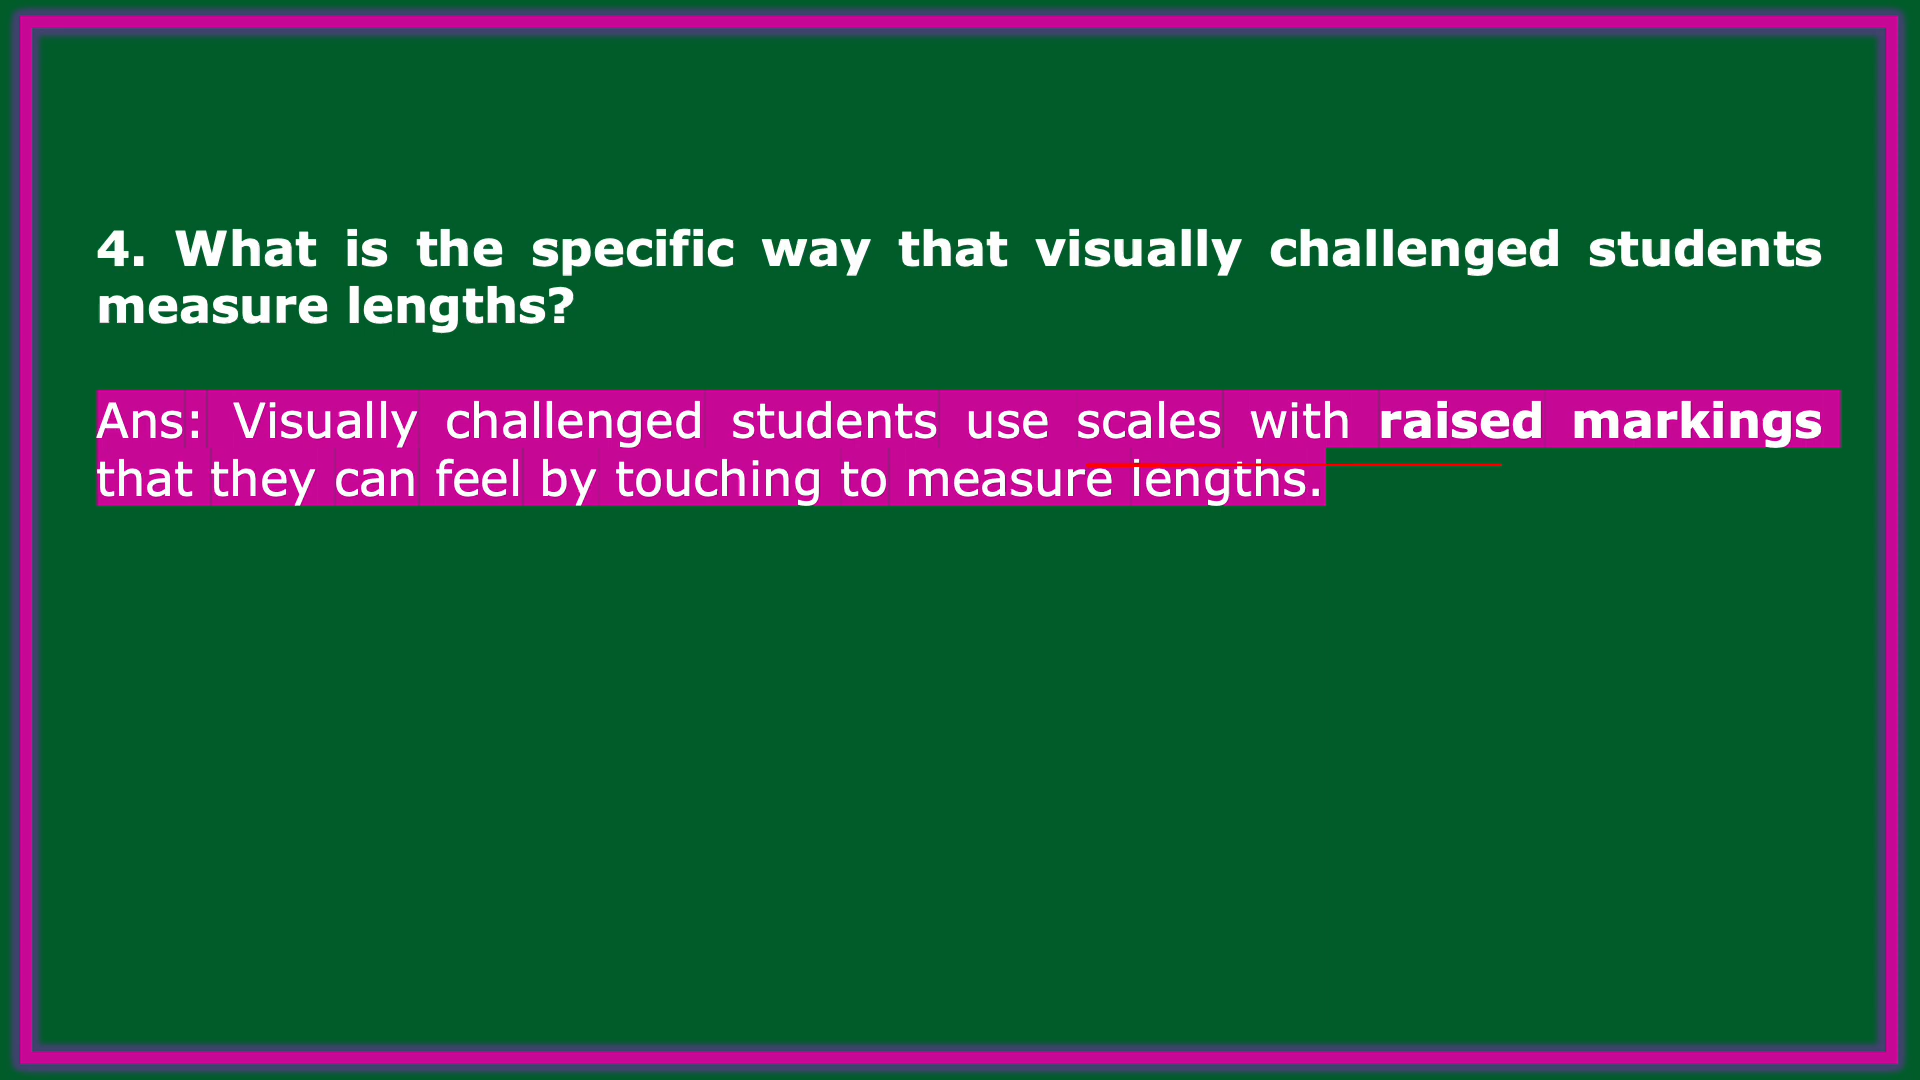 4. What is the specific way that visually challenged students
measure lengths?
Ans: Visually challenged students use scales with raised markings
that they can feel by touching to measure lengths.